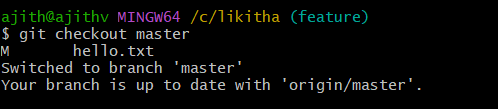 ajith@ajithv MINGW64 /c/likitha (feature)
$ git checkout master
M       hello.txt
Switched to branch 'master'
Your branch is up to date with 'origin/master'.